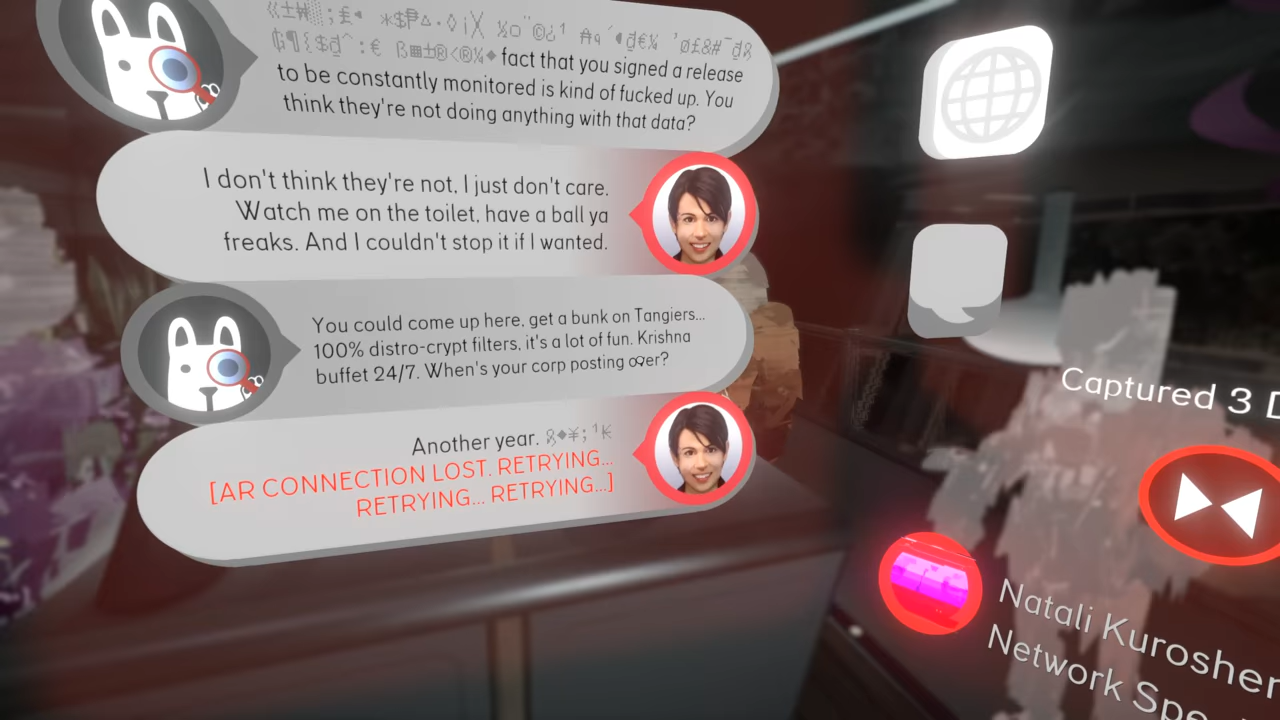 fact that you signed a release
to be constantly monitored is kind of fucked up. You
think they're not doing anything with that data?
I don't think they're not, I just don't care.
Watch me on the toilet, have a ball ya
freaks. And I couldn't stop it if I wanted.
You could come up here, get a bunk on Tangiers...
100% distro-crypt filters, it's a lot of fun. Krishna
buffet 24/7. When's your corp posting over?
Another year.
[AR CONNECTION LOST. RETRYING...
RETRYING... RETRYING...]
Captured 3 D
Natali Kuroshen
Network Spe